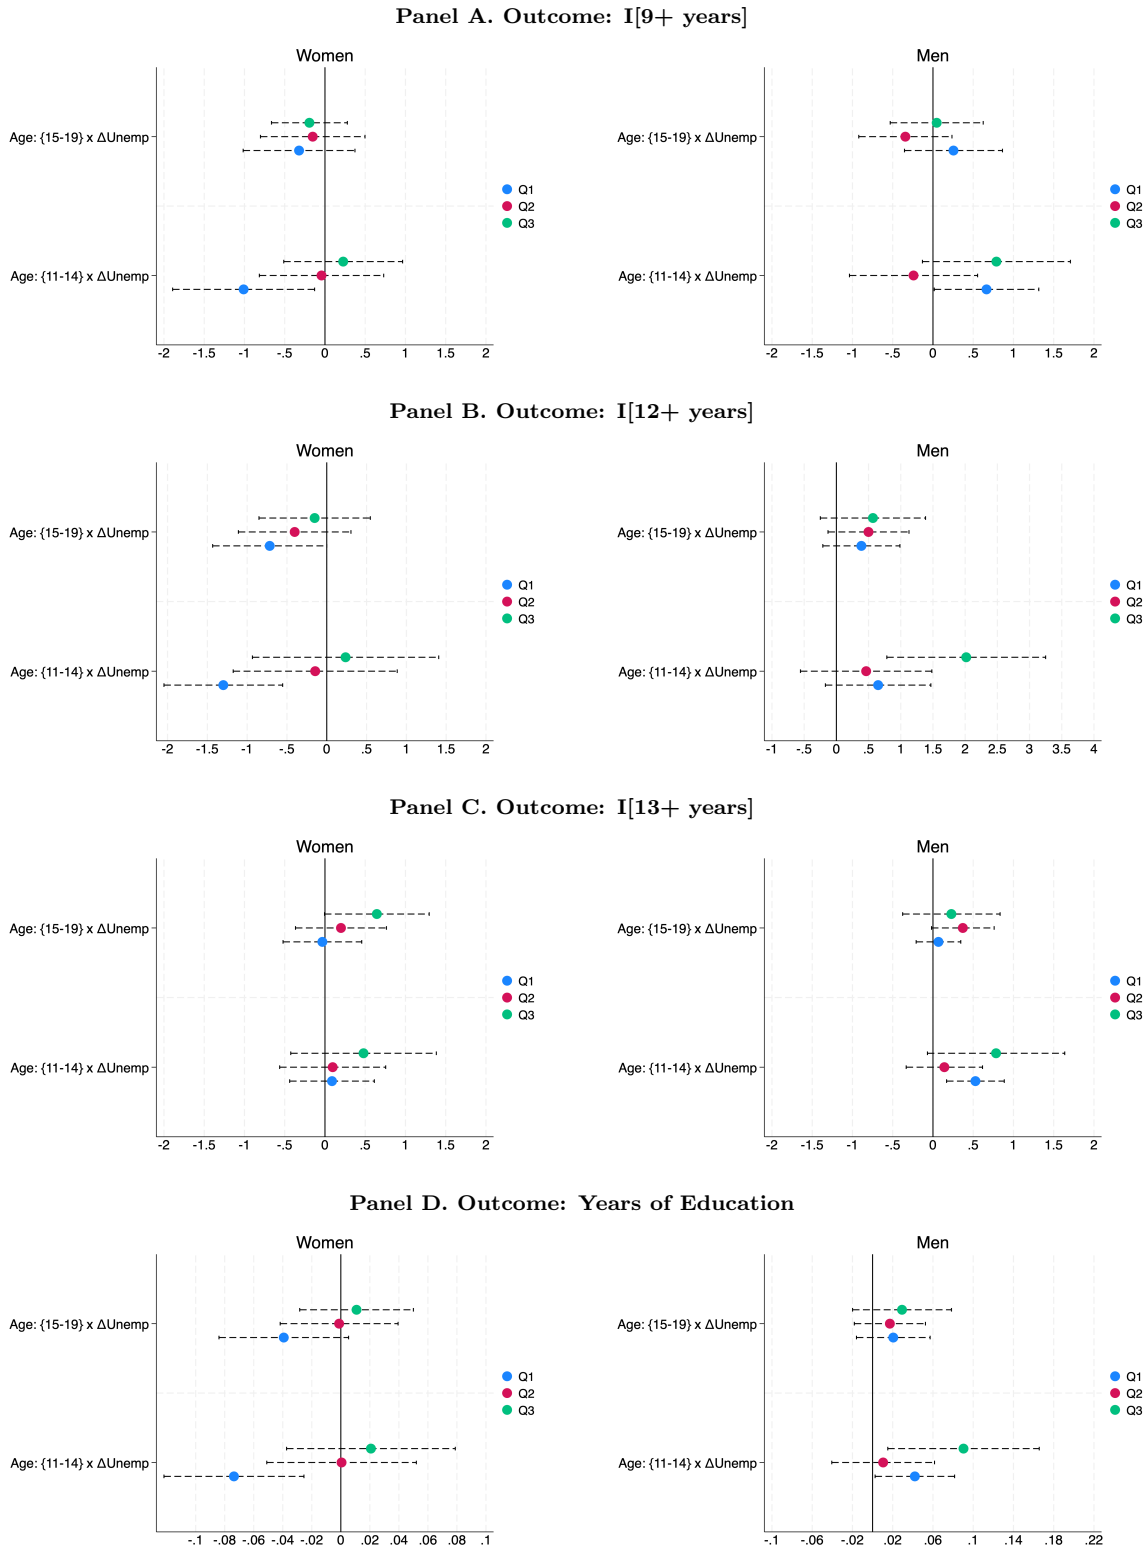 Panel A. Outcome: I[9+ years]
Women
Age: {15-19} x ΔUnemp
Age: {11-14} x ΔUnemp
-2 -1.5 -1 -.5 0 .5 1 1.5 2
Q1
Q2
Q3
Men
Age: {15-19} x ΔUnemp
Age: {11-14} x ΔUnemp
-2 -1.5 -1 -.5 0 .5 1 1.5 2
Q1
Q2
Q3
Panel B. Outcome: I[12+ years]
Women
Age: {15-19} x ΔUnemp
Age: {11-14} x ΔUnemp
-2 -1.5 -1 -.5 0 .5 1 1.5 2
Q1
Q2
Q3
Men
Age: {15-19} x ΔUnemp
Age: {11-14} x ΔUnemp
-1 -.5 0 .5 1 1.5 2 2.5 3 3.5 4
Q1
Q2
Q3
Panel C. Outcome: I[13+ years]
Women
Age: {15-19} x ΔUnemp
Age: {11-14} x ΔUnemp
-2 -1.5 -1 -.5 0 .5 1 1.5 2
Q1
Q2
Q3
Men
Age: {15-19} x ΔUnemp
Age: {11-14} x ΔUnemp
-2 -1.5 -1 -.5 0 .5 1 1.5 2
Q1
Q2
Q3
Panel D. Outcome: Years of Education
Women
Age: {15-19} x ΔUnemp
Age: {11-14} x ΔUnemp
-.1 -.08 -.06 -.04 -.02 0 .02 .04 .06 .08 .1
Q1
Q2
Q3
Men
Age: {15-19} x ΔUnemp
Age: {11-14} x ΔUnemp
-.1 -.06 -.02 .02 .06 .1 .14 .18 .22
Q1
Q2
Q3